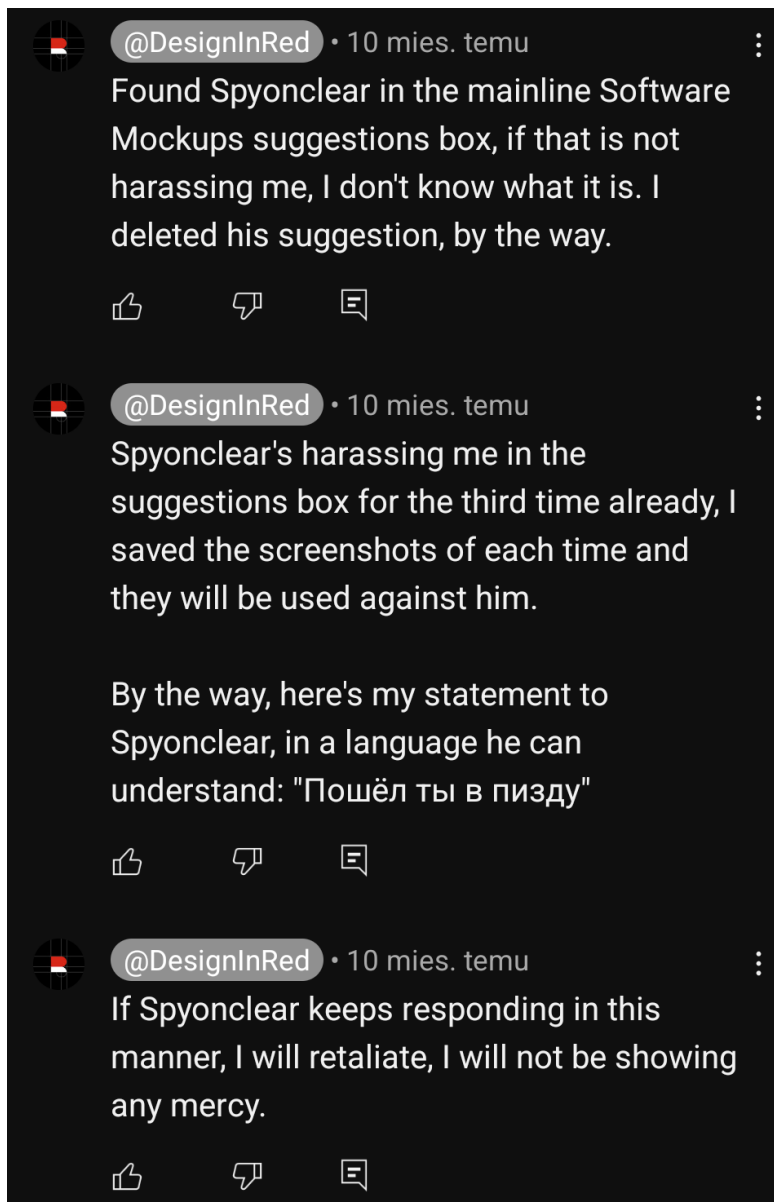 @DesignInRed • 10 mies. temu
Found Spyonclear in the mainline Software
Mockups suggestions box, if that is not
harassing me, I don't know what it is. I
deleted his suggestion, by the way.
@DesignInRed • 10 mies. temu
Spyonclear's harassing me in the
suggestions box for the third time already, I
saved the screenshots of each time and
they will be used against him.
By the way, here's my statement to
Spyonclear, in a language he can
understand: "Пошёл ты в пизду"
@DesignInRed • 10 mies. temu
If Spyonclear keeps responding in this
manner, I will retaliate, I will not be showing
any mercy.